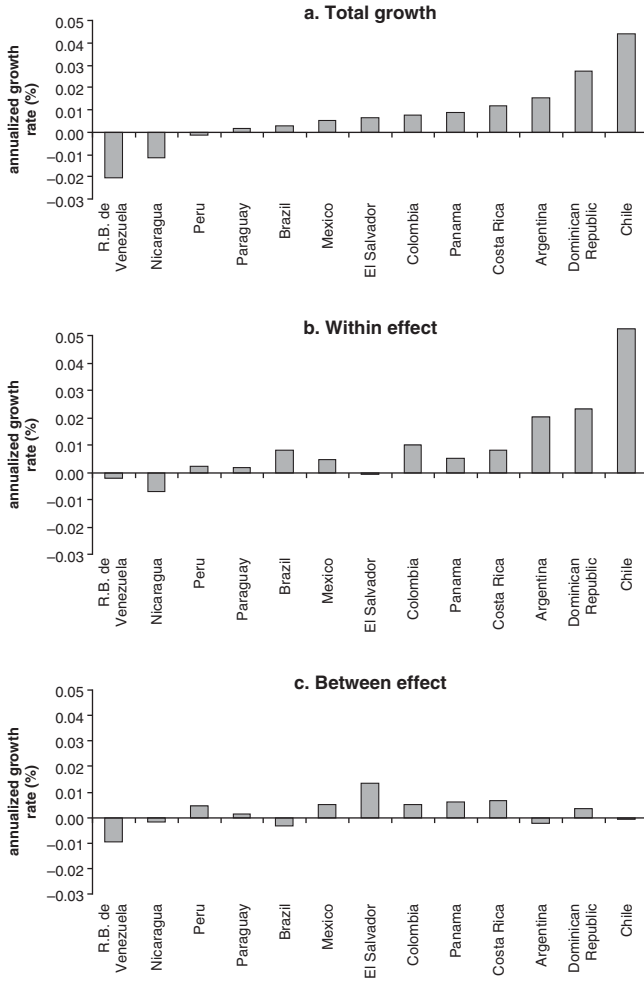 a. Total growth
annualized growth
rate (%)
0.05
0.04
0.03
0.02
0.01
0.00
–0.01
–0.02
–0.03
R.B. de
Venezuela
Nicaragua
Peru
Paraguay
Brazil
Mexico
El Salvador
Colombia
Panama
Costa Rica
Argentina
Dominican
Republic
Chile
b. Within effect
annualized growth
rate (%)
0.05
0.04
0.03
0.02
0.01
0.00
–0.01
–0.02
–0.03
R.B. de
Venezuela
Nicaragua
Peru
Paraguay
Brazil
Mexico
El Salvador
Colombia
Panama
Costa Rica
Argentina
Dominican
Republic
Chile
c. Between effect
annualized growth
rate (%)
0.05
0.04
0.03
0.02
0.01
0.00
–0.01
–0.02
–0.03
R.B. de
Venezuela
Nicaragua
Peru
Paraguay
Brazil
Mexico
El Salvador
Colombia
Panama
Costa Rica
Argentina
Dominican
Republic
Chile